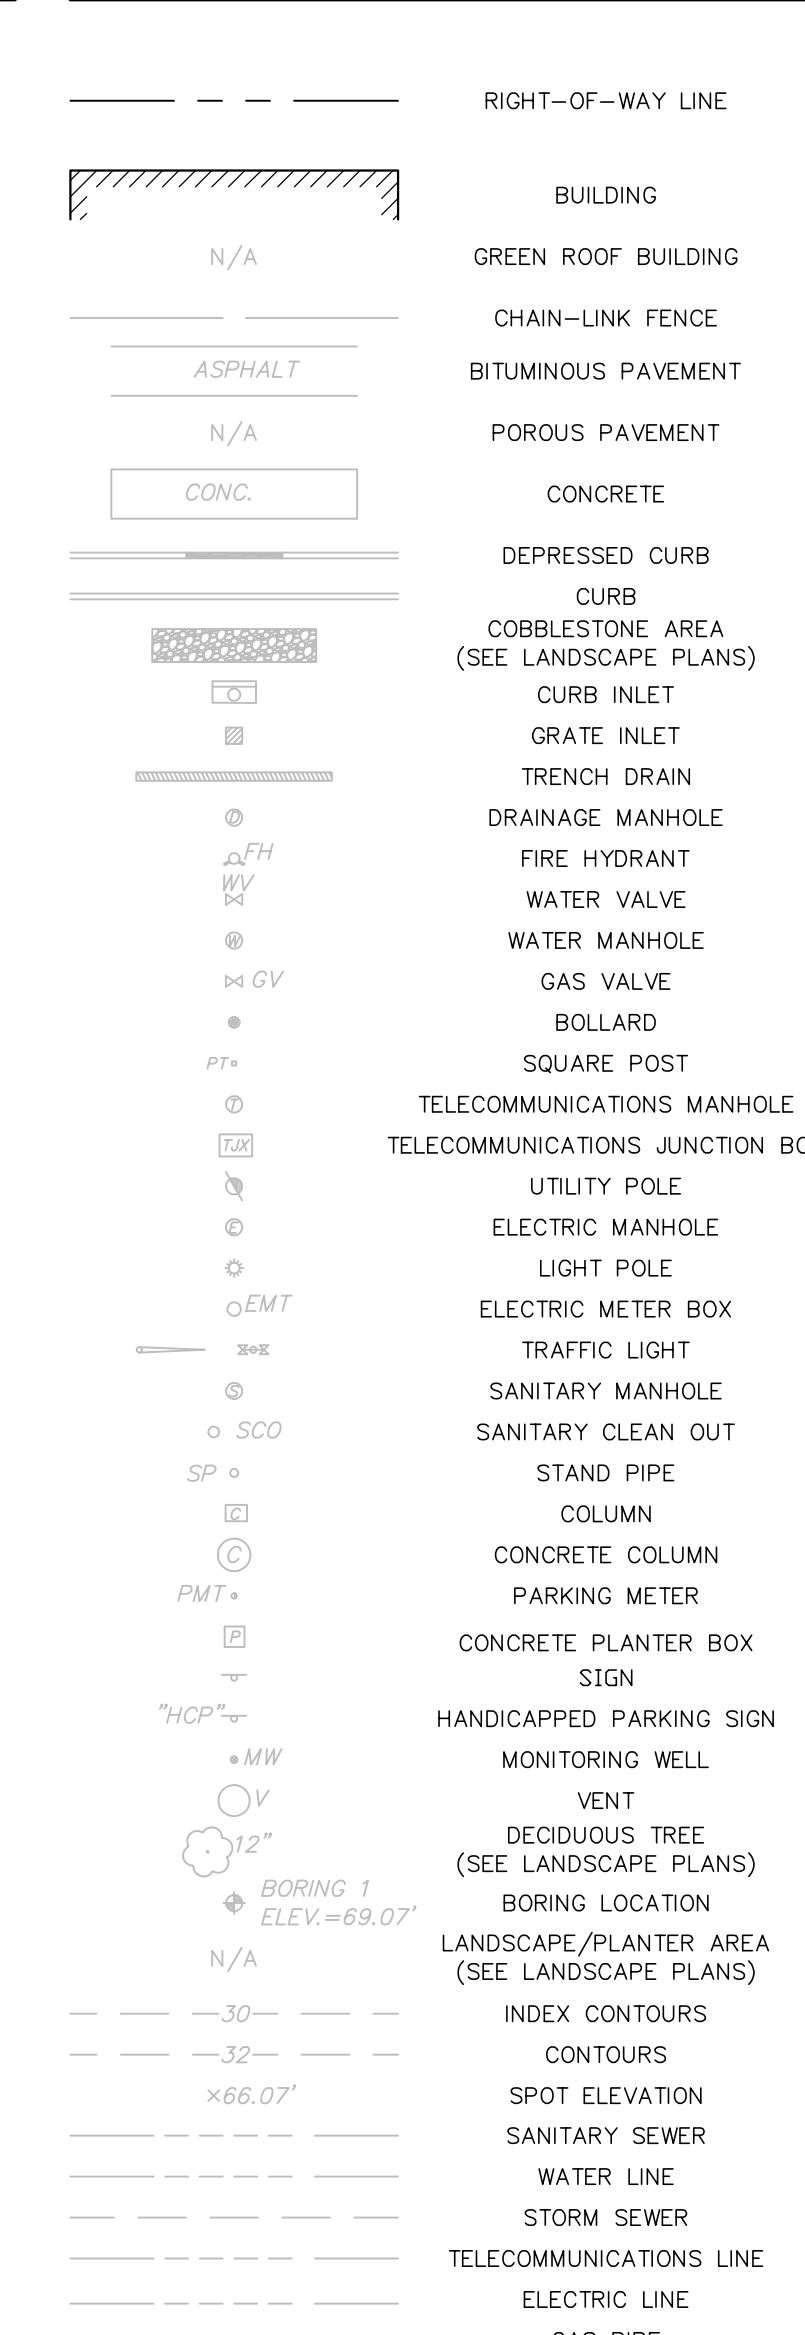 RIGHT-OF-WAY LINE
BUILDING
N/A GREEN ROOF BUILDING
CHAIN-LINK FENCE
ASPHALT BITUMINOUS PAVEMENT
N/A POROUS PAVEMENT
CONC. CONCRETE
DEPRESSED CURB
CURB
COBBLESTONE AREA
(SEE LANDSCAPE PLANS)
CURB INLET
GRATE INLET
TRENCH DRAIN
D DRAINAGE MANHOLE
FH FIRE HYDRANT
WV WATER VALVE
W WATER MANHOLE
GV GAS VALVE
BOLLARD
PT SQUARE POST
T TELECOMMUNICATIONS MANHOLE
TJX TELECOMMUNICATIONS JUNCTION BO
UTILITY POLE
E ELECTRIC MANHOLE
LIGHT POLE
EMT ELECTRIC METER BOX
TRAFFIC LIGHT
S SANITARY MANHOLE
SCO SANITARY CLEAN OUT
SP STAND PIPE
C COLUMN
C CONCRETE COLUMN
PMT PARKING METER
P CONCRETE PLANTER BOX
SIGN
"HCP" HANDICAPPED PARKING SIGN
MW MONITORING WELL
V VENT
12" DECIDUOUS TREE
(SEE LANDSCAPE PLANS)
BORING 1
ELEV.=69.07' BORING LOCATION
N/A LANDSCAPE/PLANTER AREA
(SEE LANDSCAPE PLANS)
30 INDEX CONTOURS
32 CONTOURS
×66.07' SPOT ELEVATION
SANITARY SEWER
WATER LINE
STORM SEWER
TELECOMMUNICATIONS LINE
ELECTRIC LINE